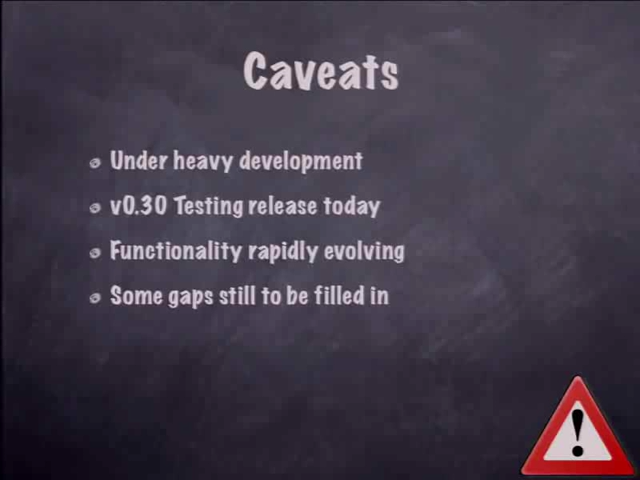 Caveats
Under heavy development
v0.30 Testing release today
Functionality rapidly evolving
Some gaps still to be filled in
!